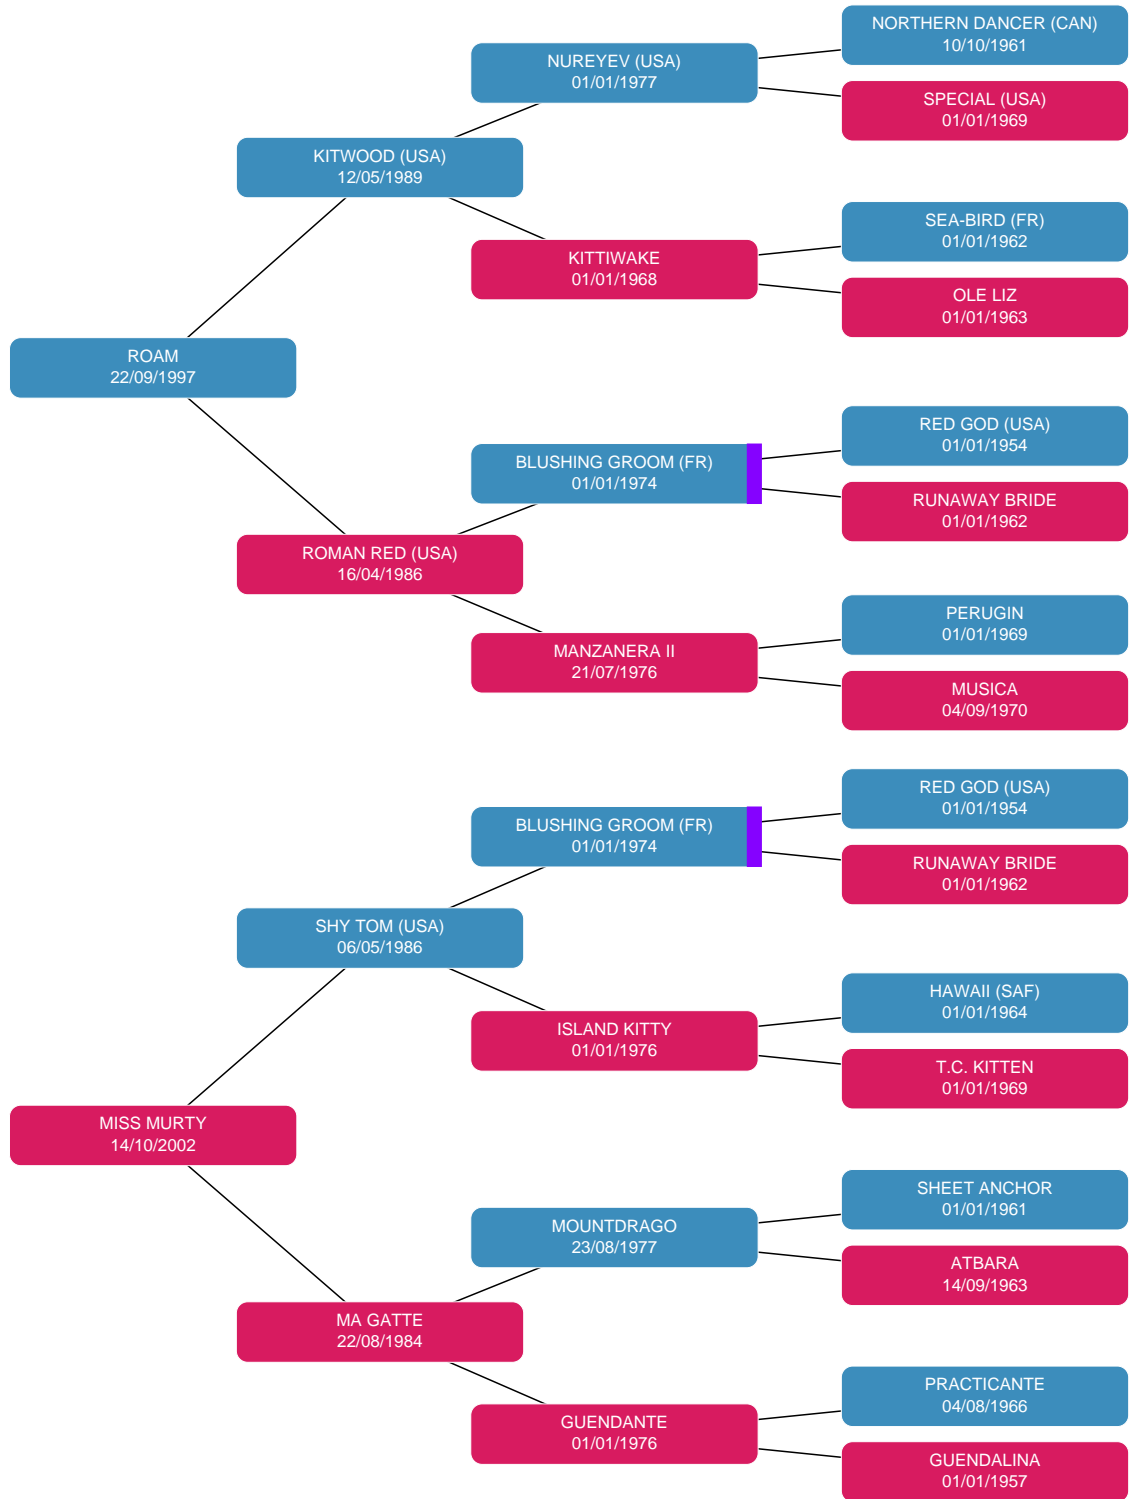 NORTHERN DANCER (CAN)
10/10/1961
NUREYEV (USA)
01/01/1977
SPECIAL (USA)
01/01/1969
KITWOOD (USA)
12/05/1989
SEA-BIRD (FR)
01/01/1962
KITTIWAKE
01/01/1968
OLE LIZ
01/01/1963
ROAM
22/09/1997
RED GOD (USA)
01/01/1954
BLUSHING GROOM (FR)
01/01/1974
RUNAWAY BRIDE
01/01/1962
ROMAN RED (USA)
16/04/1986
PERUGIN
01/01/1969
MANZANERA II
21/07/1976
MUSICA
04/09/1970
RED GOD (USA)
01/01/1954
BLUSHING GROOM (FR)
01/01/1974
RUNAWAY BRIDE
01/01/1962
SHY TOM (USA)
06/05/1986
HAWAII (SAF)
01/01/1964
ISLAND KITTY
01/01/1976
T.C. KITTEN
01/01/1969
MISS MURTY
14/10/2002
SHEET ANCHOR
01/01/1961
MOUNTDRAGO
23/08/1977
ATBARA
14/09/1963
MA GATTE
22/08/1984
PRACTICANTE
04/08/1966
GUENDANTE
01/01/1976
GUENDALINA
01/01/1957